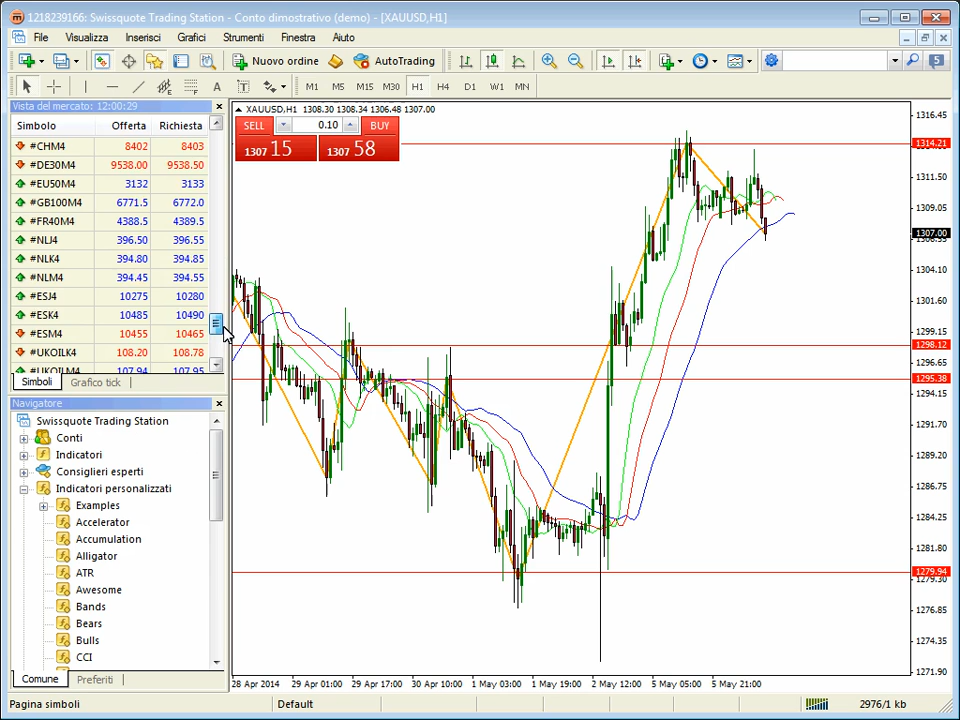 1218239166: Swissquote Trading Station - Conto dimostrativo (demo) - [XAUUSD,H1]
File Visualizza Inserisci Grafici Strumenti Finestra Aiuto
Nuovo ordine AutoTrading 5
A T M1 M5 M15 M30 H1 H4 D1 W1 MN
Vista del mercato: 12:00:29
Simbolo Offerta Richiesta
#CHM4 8402 8403
#DE30M4 9538.00 9538.50
#EU50M4 3132 3133
#GB100M4 6771.5 6772.0
#FR40M4 4388.5 4389.5
#NLJ4 396.50 396.55
#NLK4 394.80 394.85
#NLM4 394.45 394.55
#ESJ4 10275 10280
#ESK4 10485 10490
#ESM4 10455 10465
#UKOILK4 108.20 108.78
#UKOILM4 107.94 107.95
Simboli Grafico tick
Navigatore
Swissquote Trading Station
Conti
Indicatori
Consiglieri esperti
Indicatori personalizzati
Examples
Accelerator
Accumulation
Alligator
ATR
Awesome
Bands
Bears
Bulls
CCI
Comune Preferiti
XAUUSD,H1 1308.30 1308.34 1306.48 1307.00
SELL 0.10 BUY
1307 15 1307 58
1316.45
1314.21
1311.50
1309.05
1307.00
1306.55
1304.10
1301.60
1299.15
1298.12
1296.65
1295.38
1294.15
1291.70
1289.20
1286.75
1284.25
1281.80
1279.94
1279.30
1276.85
1274.35
1271.90
28 Apr 2014 29 Apr 01:00 29 Apr 17:00 30 Apr 10:00 1 May 03:00 1 May 19:00 2 May 12:00 5 May 05:00 5 May 21:00
Pagina simboli Default 2976/1 kb